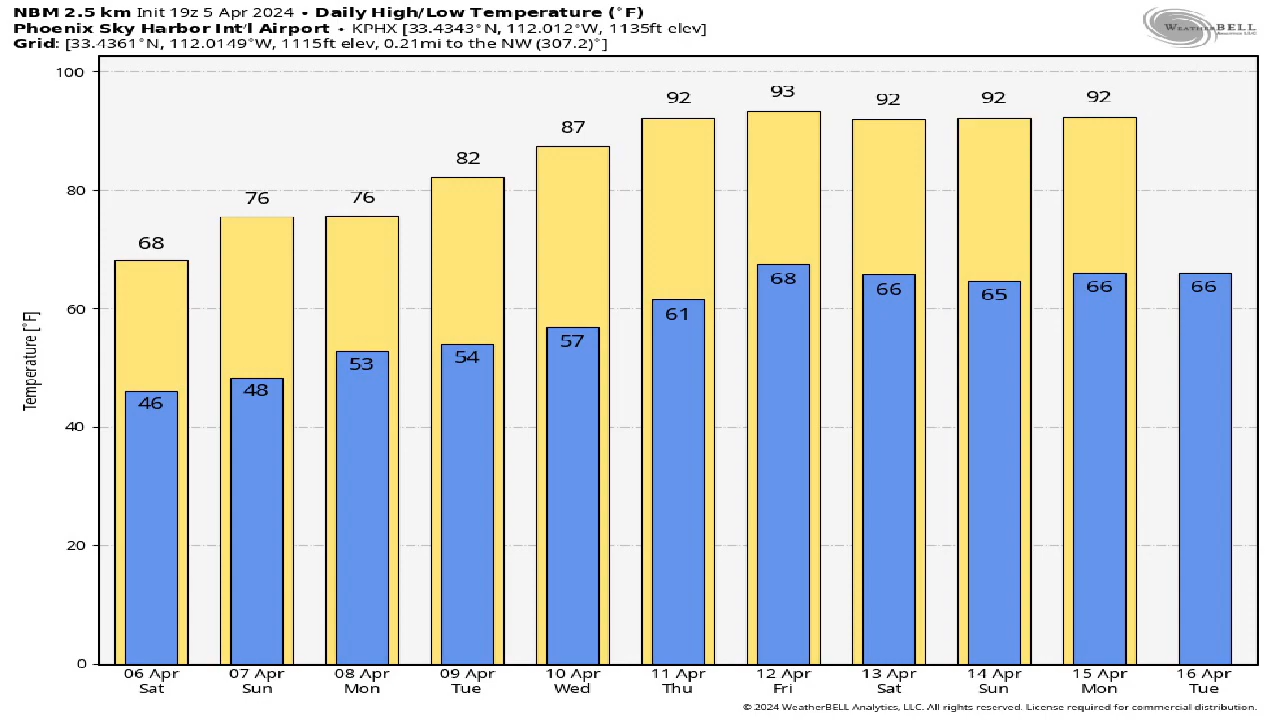 NBM 2.5 km Init 19z 5 Apr 2024 • Daily High/Low Temperature (°F)
Phoenix Sky Harbor Int'l Airport • KPHX [33.4343°N, 112.012°W, 1135ft elev]
Grid: [33.4361°N, 112.0149°W, 1115ft elev, 0.21mi to the NW (307.2)°]
WEATHERBELL
Temperature [°F]
100
80
60
40
20
0
68
76
76
82
87
92
93
92
92
92
46
48
53
54
57
61
68
66
65
66
66
06 Apr
Sat
07 Apr
Sun
08 Apr
Mon
09 Apr
Tue
10 Apr
Wed
11 Apr
Thu
12 Apr
Fri
13 Apr
Sat
14 Apr
Sun
15 Apr
Mon
16 Apr
Tue
© 2024 WeatherBELL Analytics, LLC. All rights reserved. License required for commercial distribution.